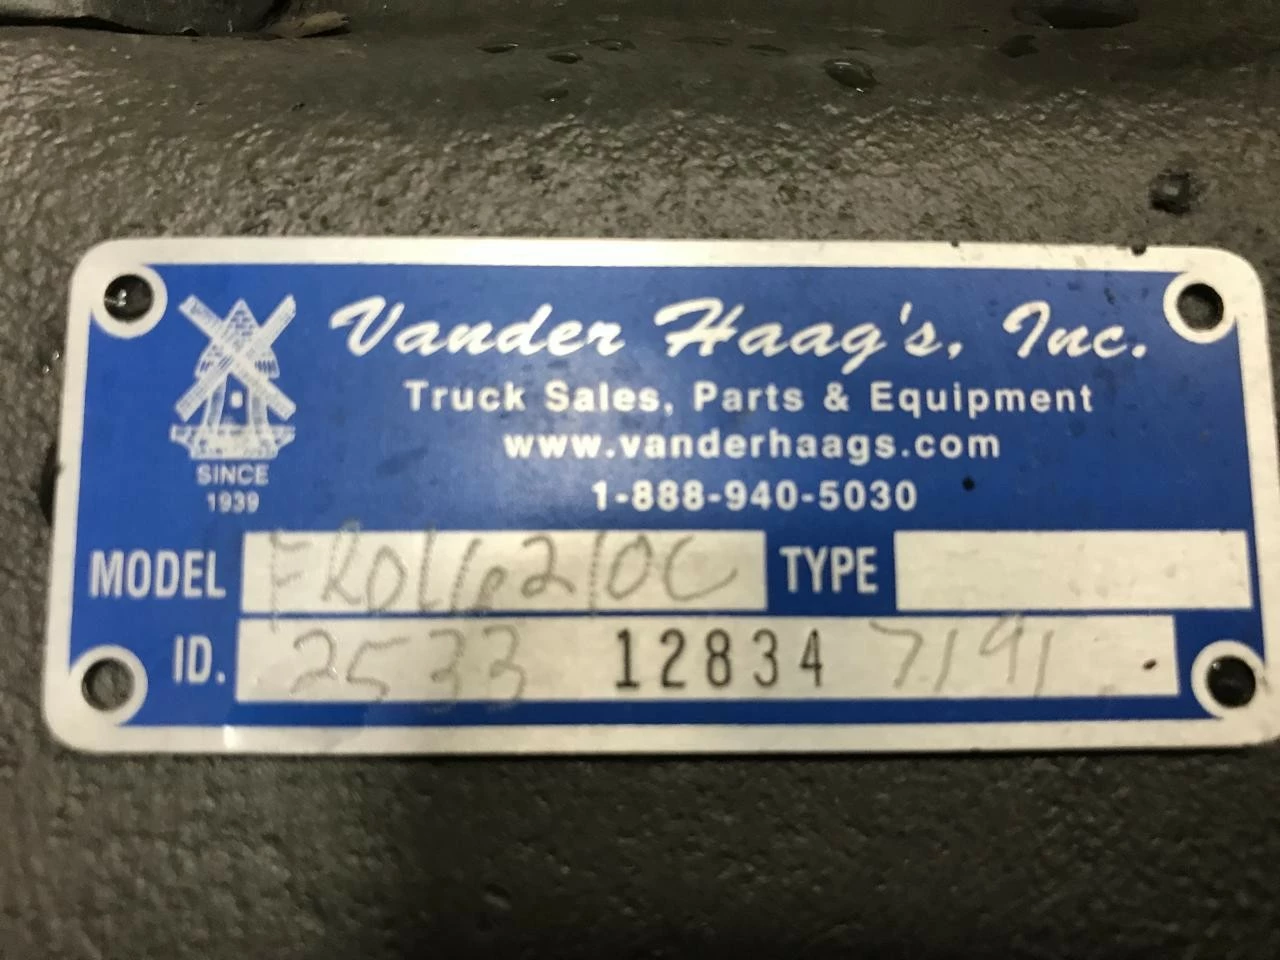 Vander Haag's, Inc.
Truck Sales, Parts & Equipment
www.vanderhaags.com
1-888-940-5030
SINCE
1939
MODEL FRO16210C TYPE
ID. 2533 12834 7191